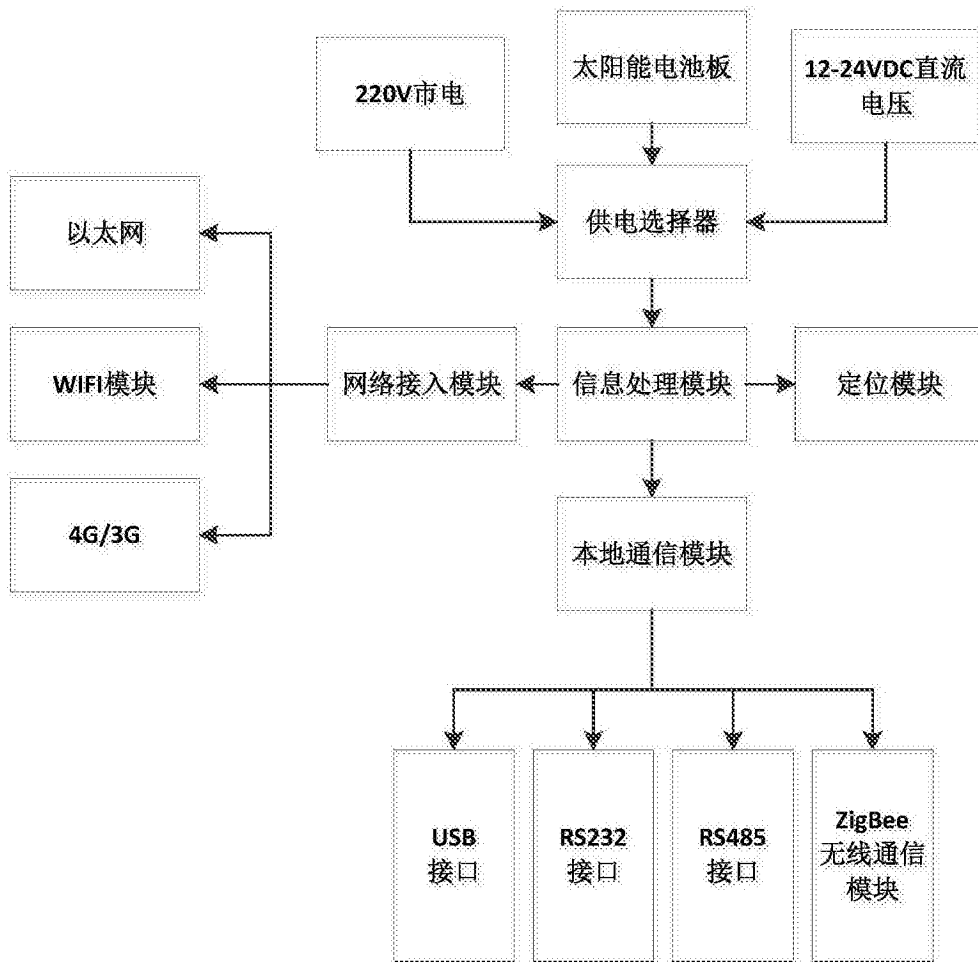 220V市电
太阳能电池板
12-24VDC直流
电压
以太网
供电选择器
WIFI模块
网络接入模块
信息处理模块
定位模块
4G/3G
本地通信模块
USB
接口
RS232
接口
RS485
接口
ZigBee
无线通信
模块